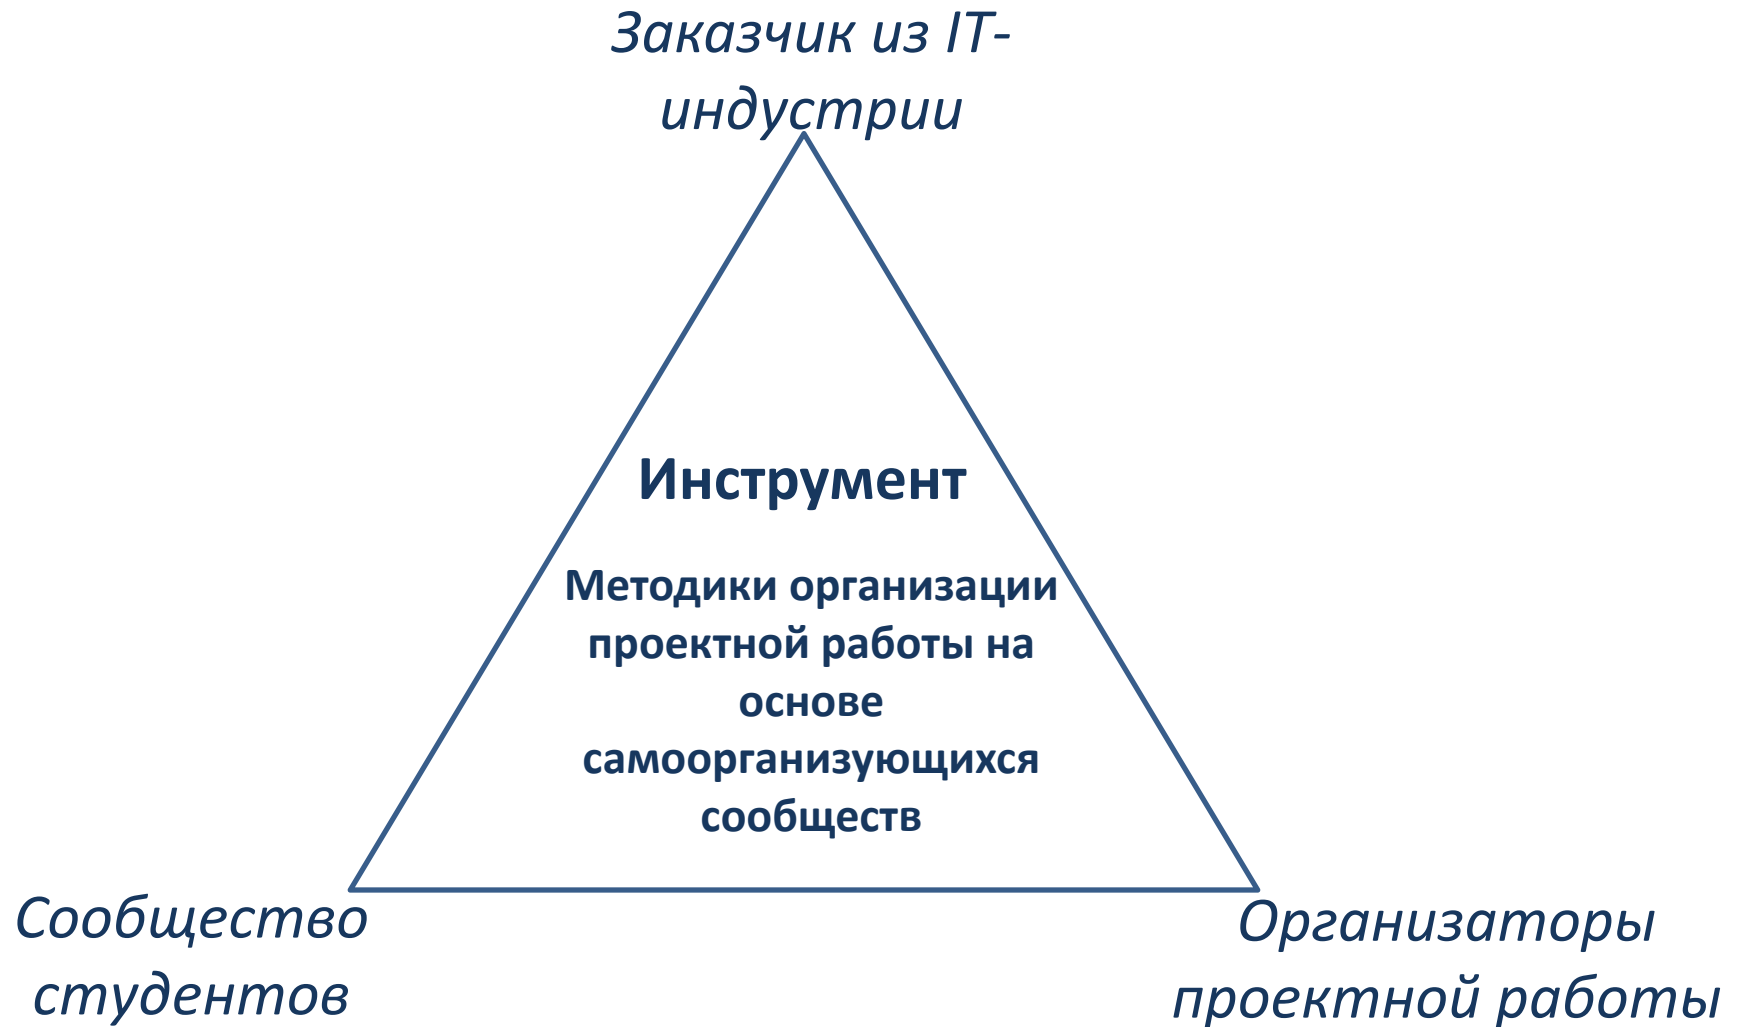 Заказчик из IT-
индустрии
Инструмент
Методики организации
проектной работы на
основе
самоорганизующихся
сообществ
Сообщество
студентов
Организаторы
проектной работы